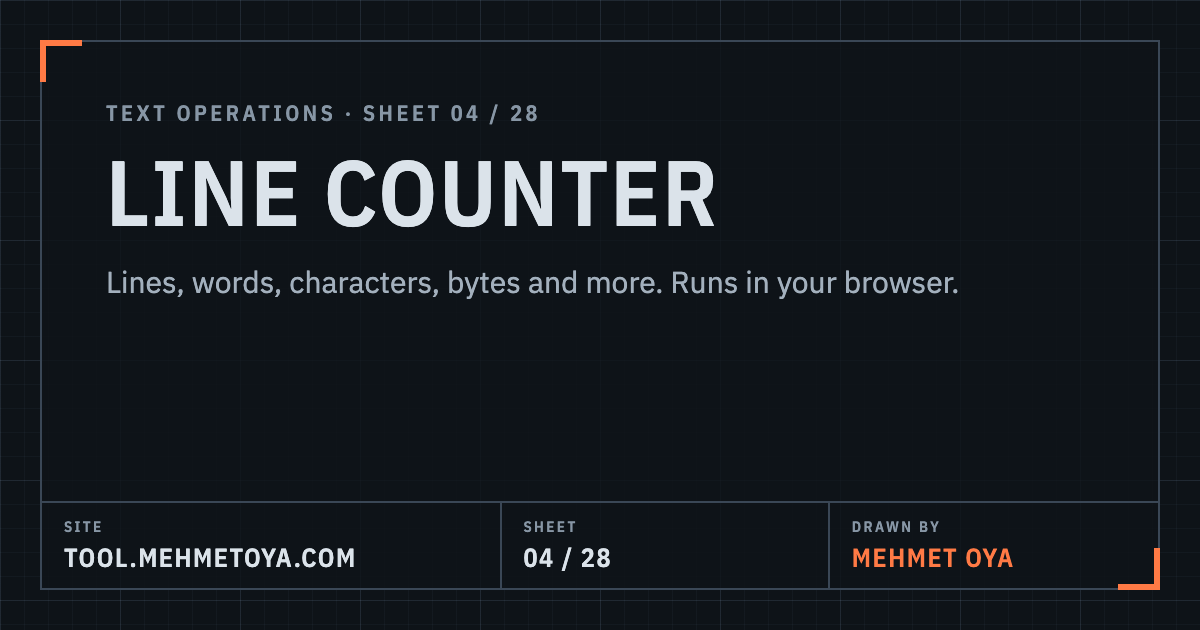 TEXT OPERATIONS · SHEET 04 / 28
LINE COUNTER
Lines, words, characters, bytes and more. Runs in your browser.
SITE
TOOL.MEHMETOYA.COM
SHEET
04 / 28
DRAWN BY
MEHMET OYA